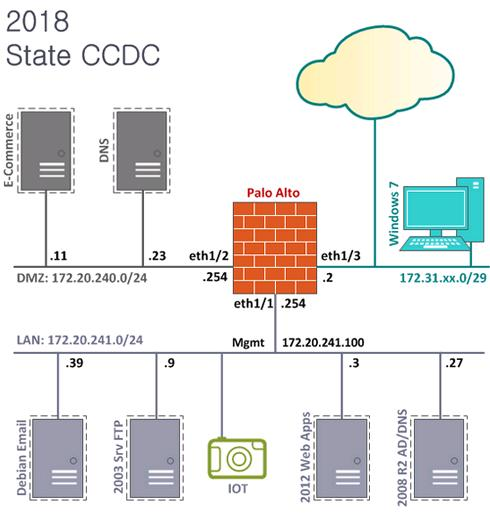 2018
State CCDC
E-Commerce
DNS
Palo Alto
Windows 7
.11
.23
eth1/2
eth1/3
DMZ: 172.20.240.0/24
.254
.2
172.31.xx.0/29
eth1/1
.254
LAN: 172.20.241.0/24
Mgmt
172.20.241.100
.39
.9
.3
.27
Debian Email
2003 Srv FTP
IOT
2012 Web Apps
2008 R2 AD/DNS